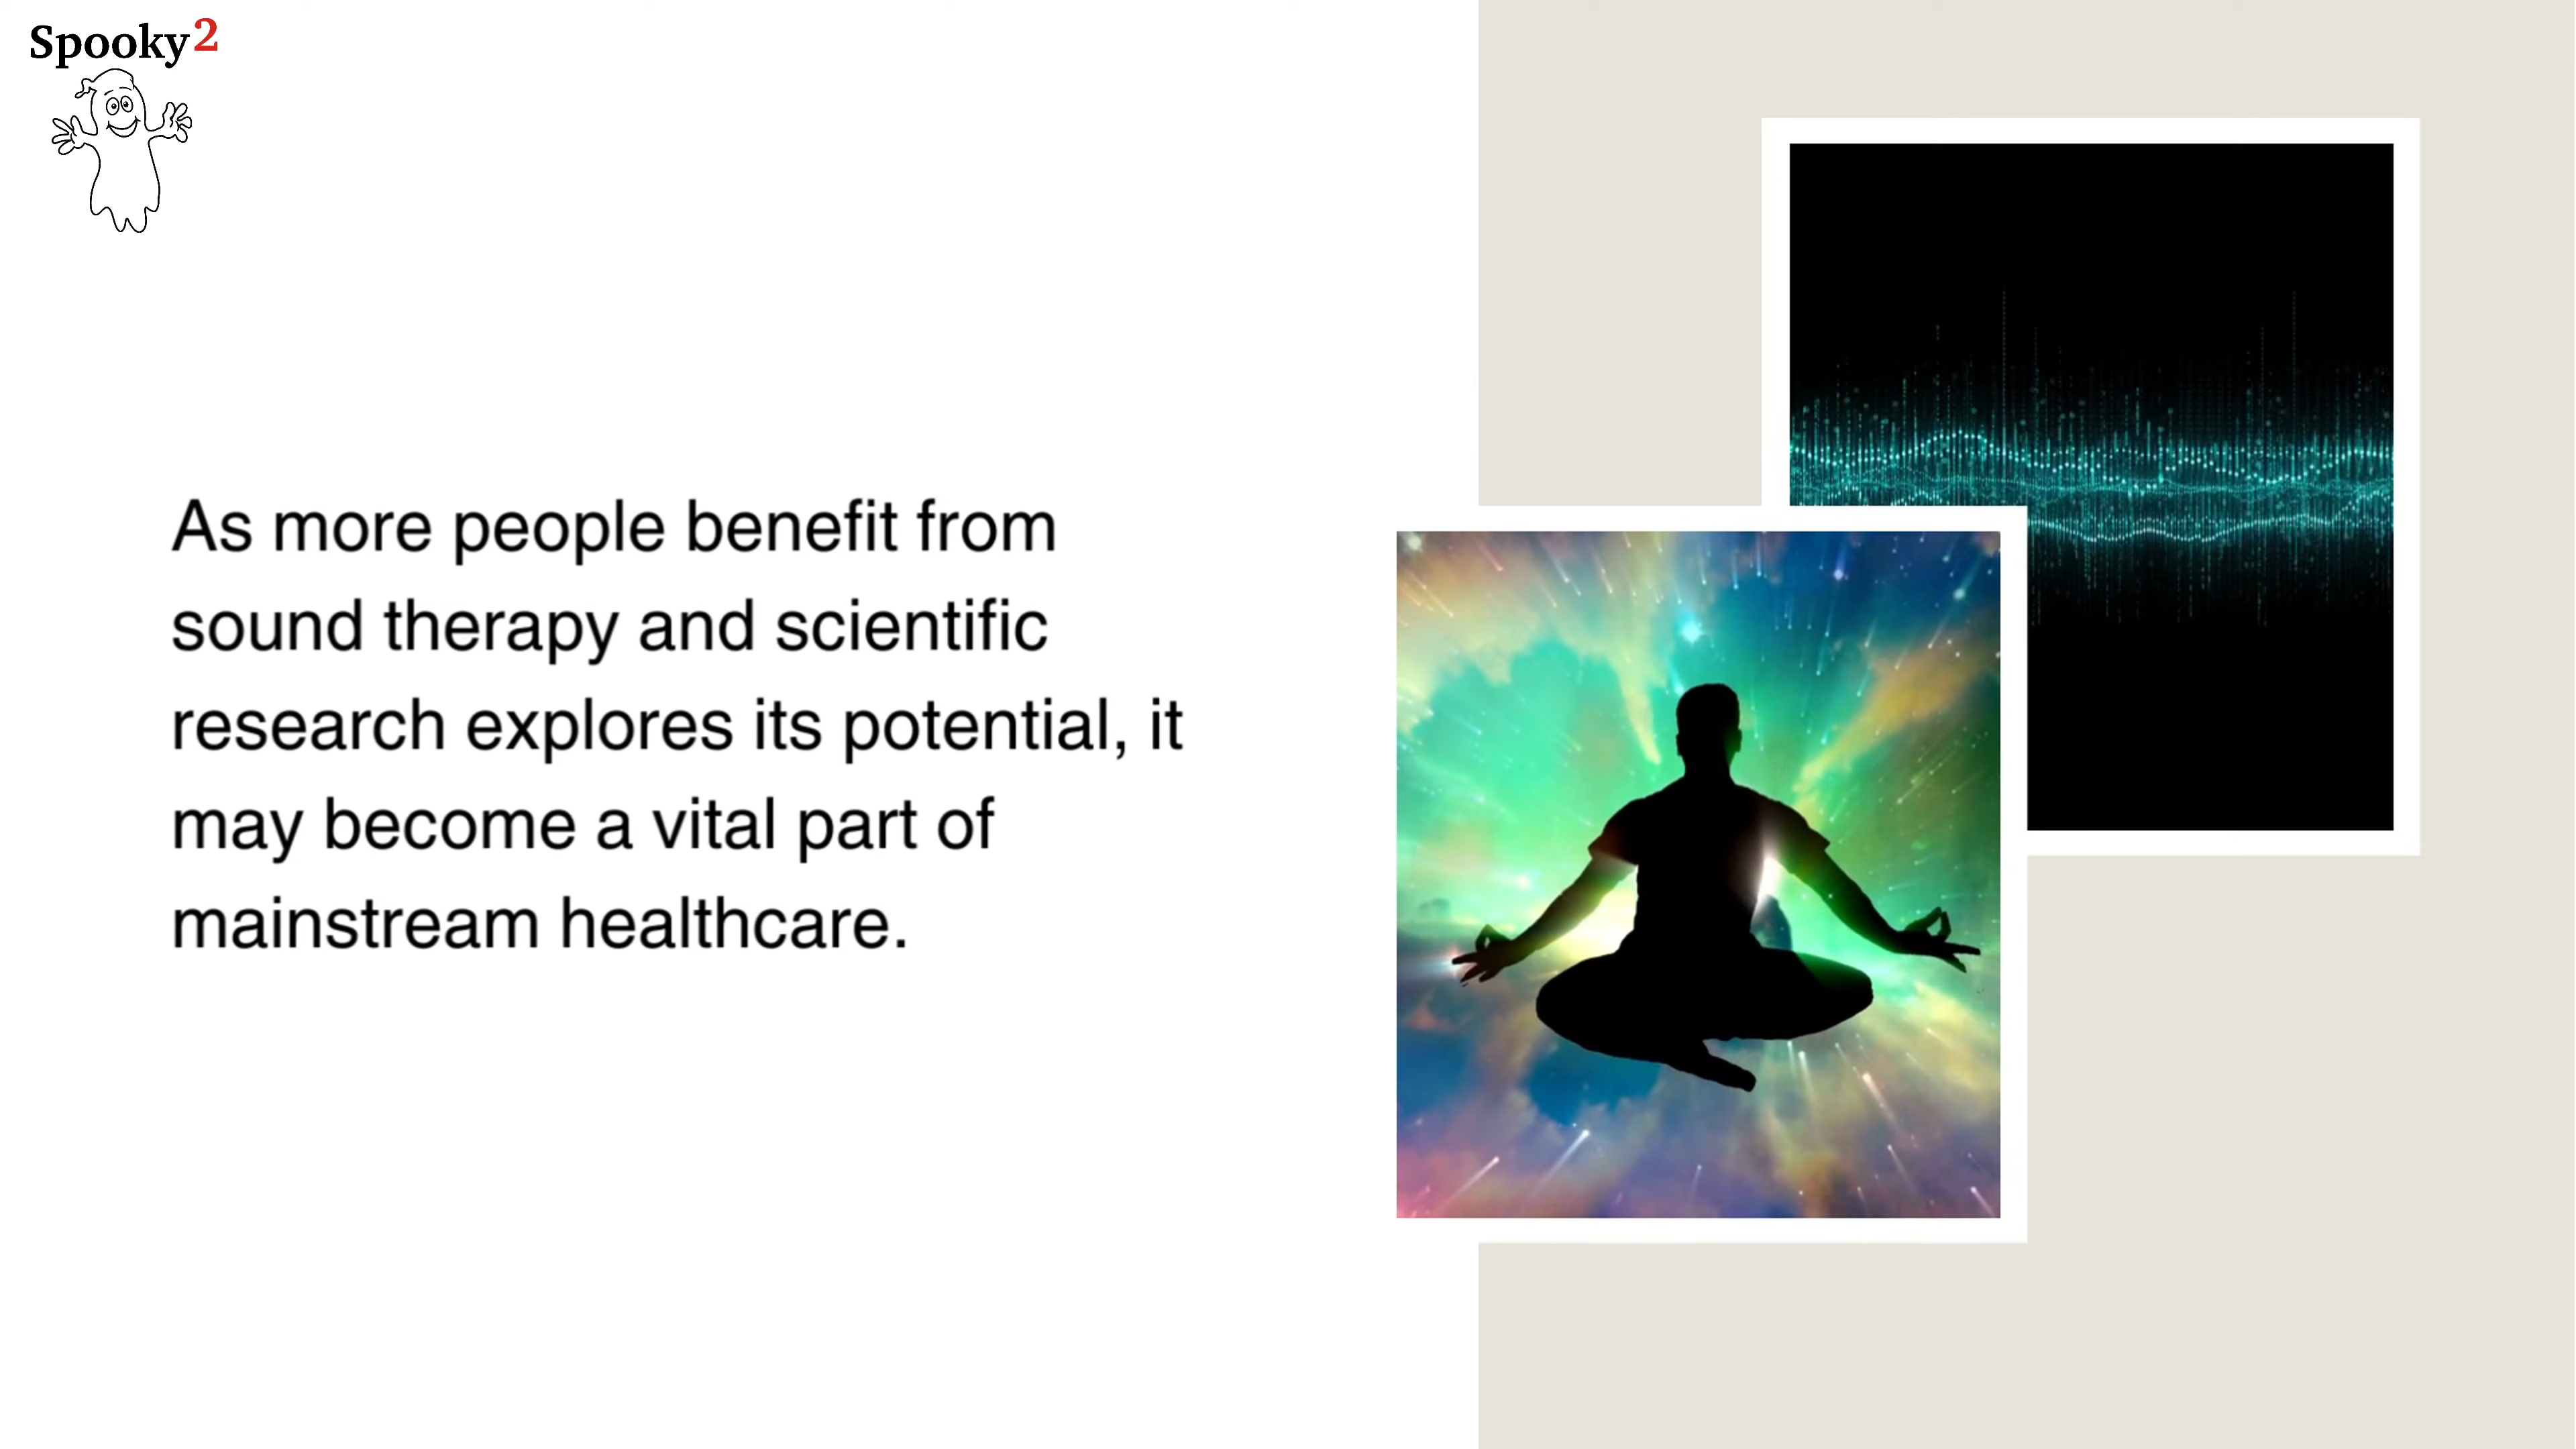 Spooky2
As more people benefit from
sound therapy and scientific
research explores its potential, it
may become a vital part of
mainstream healthcare.